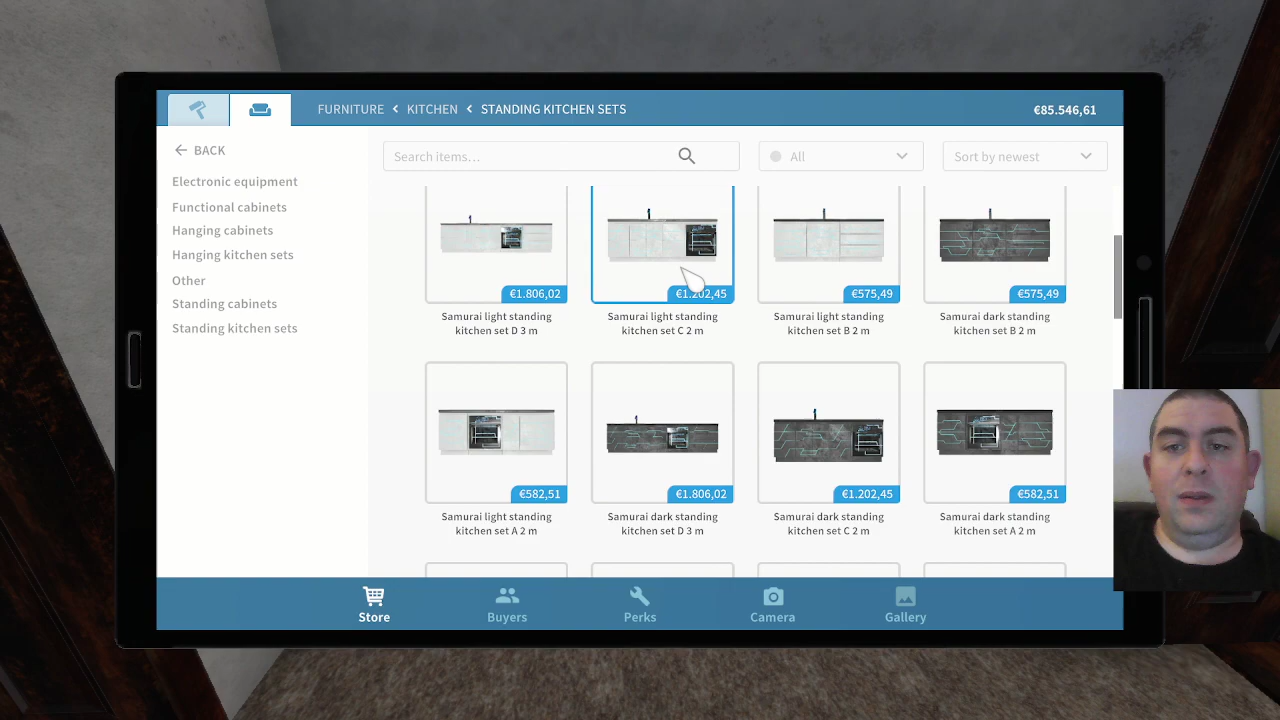 FURNITURE < KITCHEN < STANDING KITCHEN SETS
€85.546,61
BACK
Search items...
All
Sort by newest
Electronic equipment
Functional cabinets
Hanging cabinets
Hanging kitchen sets
Other
Standing cabinets
Standing kitchen sets
€1.806,02
€1.202,45
€575,49
€575,49
Samurai light standing
kitchen set D 3 m
Samurai light standing
kitchen set C 2 m
Samurai light standing
kitchen set B 2 m
Samurai dark standing
kitchen set B 2 m
€582,51
€1.806,02
€1.202,45
€582,51
Samurai light standing
kitchen set A 2 m
Samurai dark standing
kitchen set D 3 m
Samurai dark standing
kitchen set C 2 m
Samurai dark standing
kitchen set A 2 m
Store
Buyers
Perks
Camera
Gallery